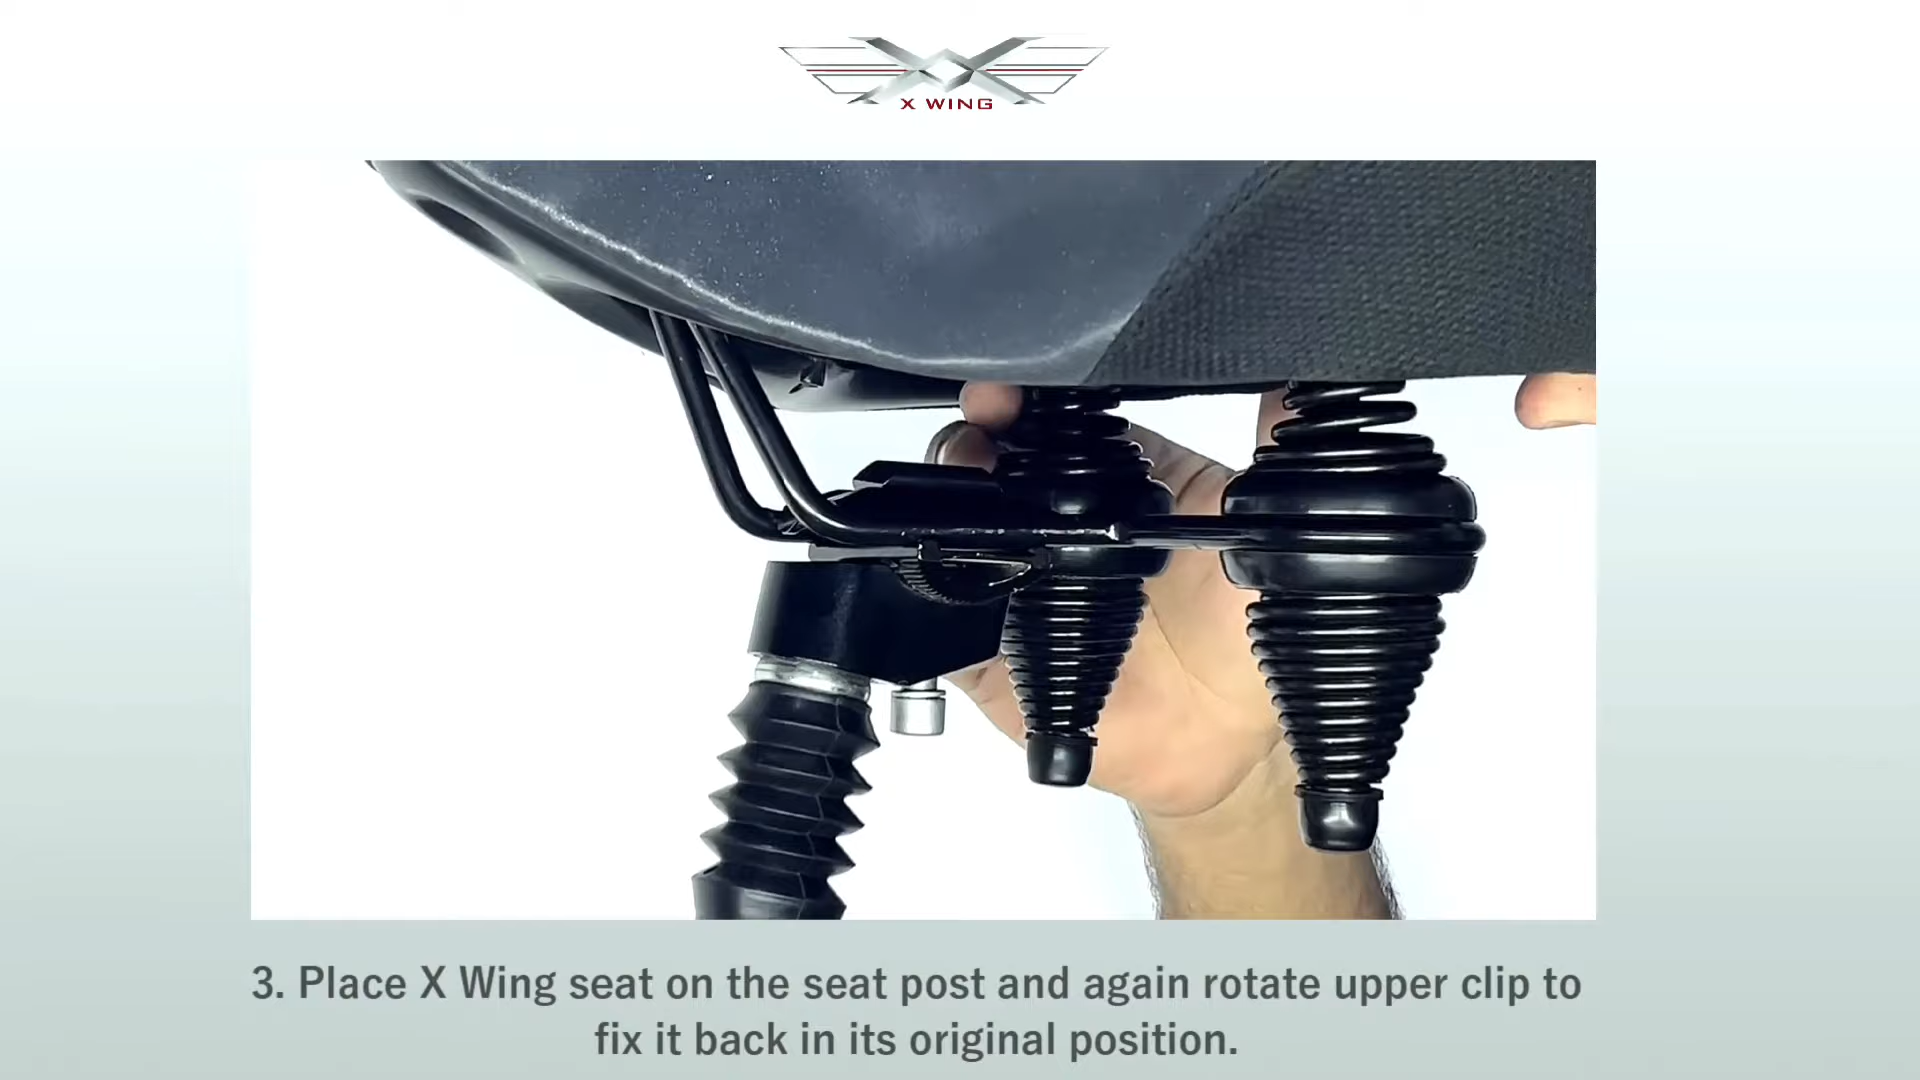 X WING
3. Place X Wing seat on the seat post and again rotate upper clip to
fix it back in its original position.